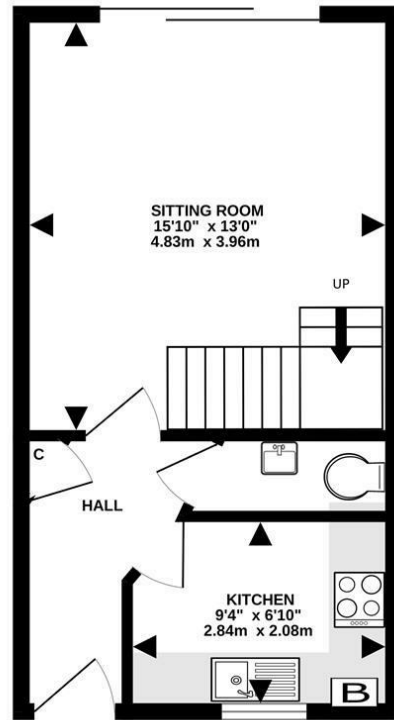 SITTING ROOM
15'10" x 13'0"
4.83m x 3.96m
UP
C
HALL
KITCHEN
9'4" x 6'10"
2.84m x 2.08m
B